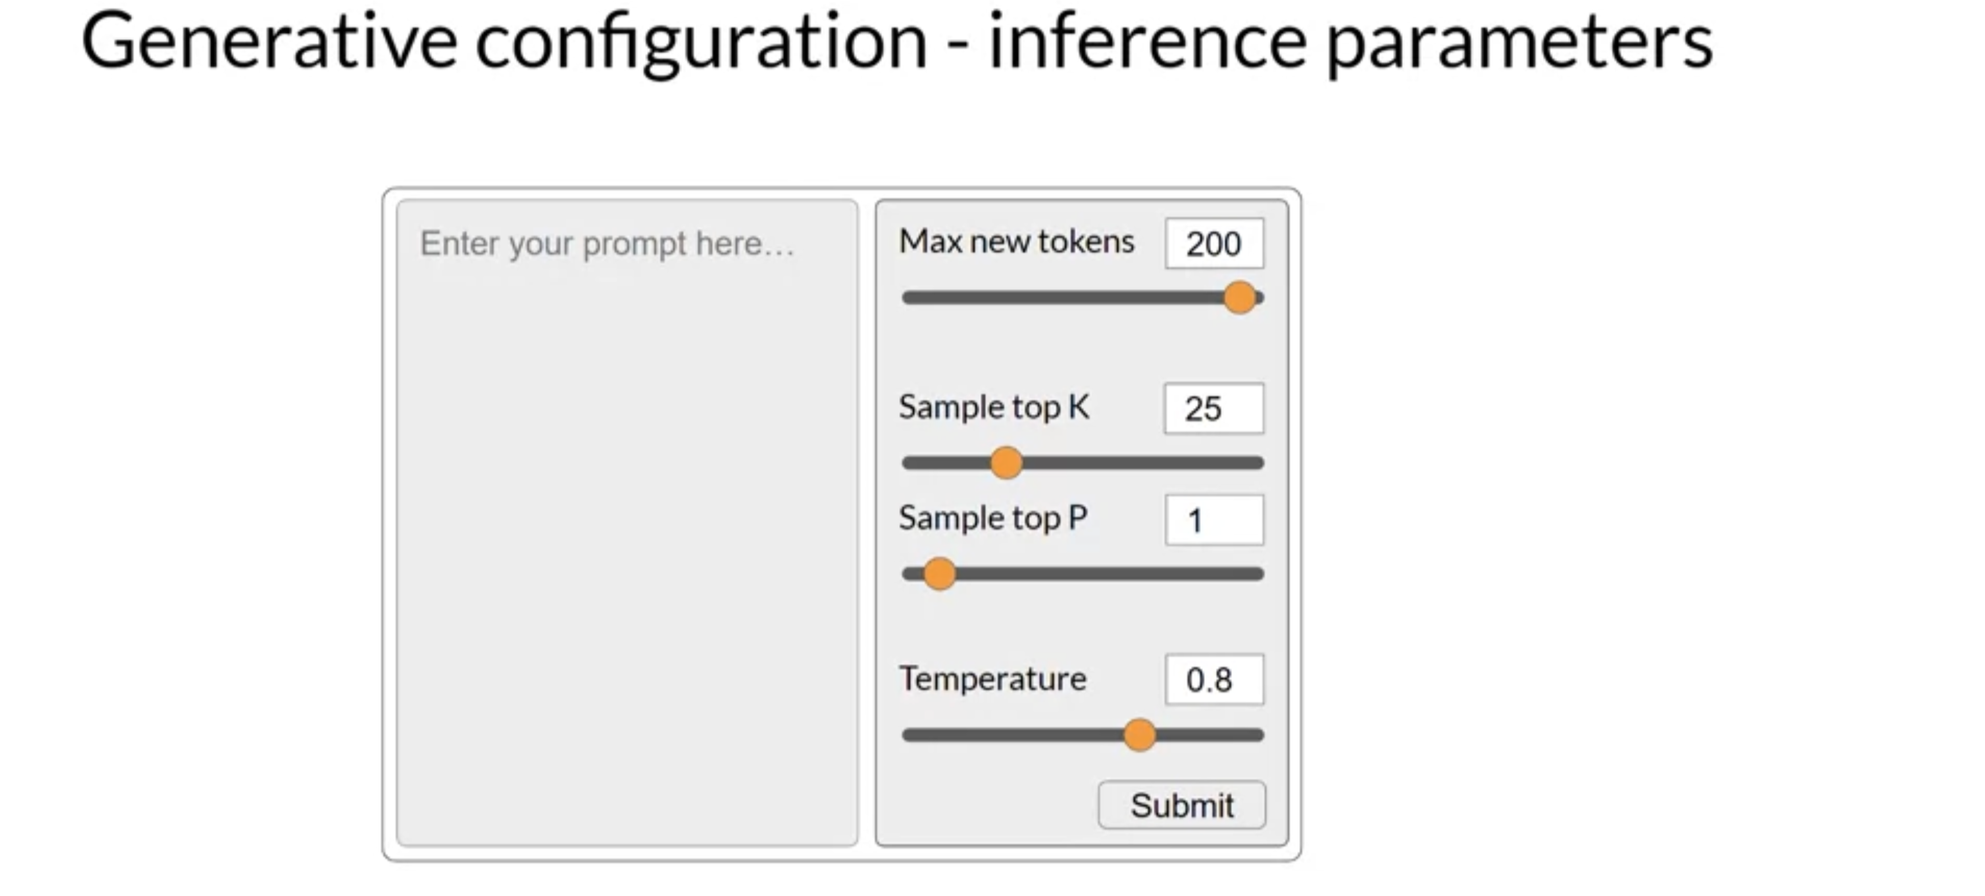 Generative configuration - inference parameters
Enter your prompt here...
Max new tokens 200
Sample top K 25
Sample top P 1
Temperature 0.8
Submit